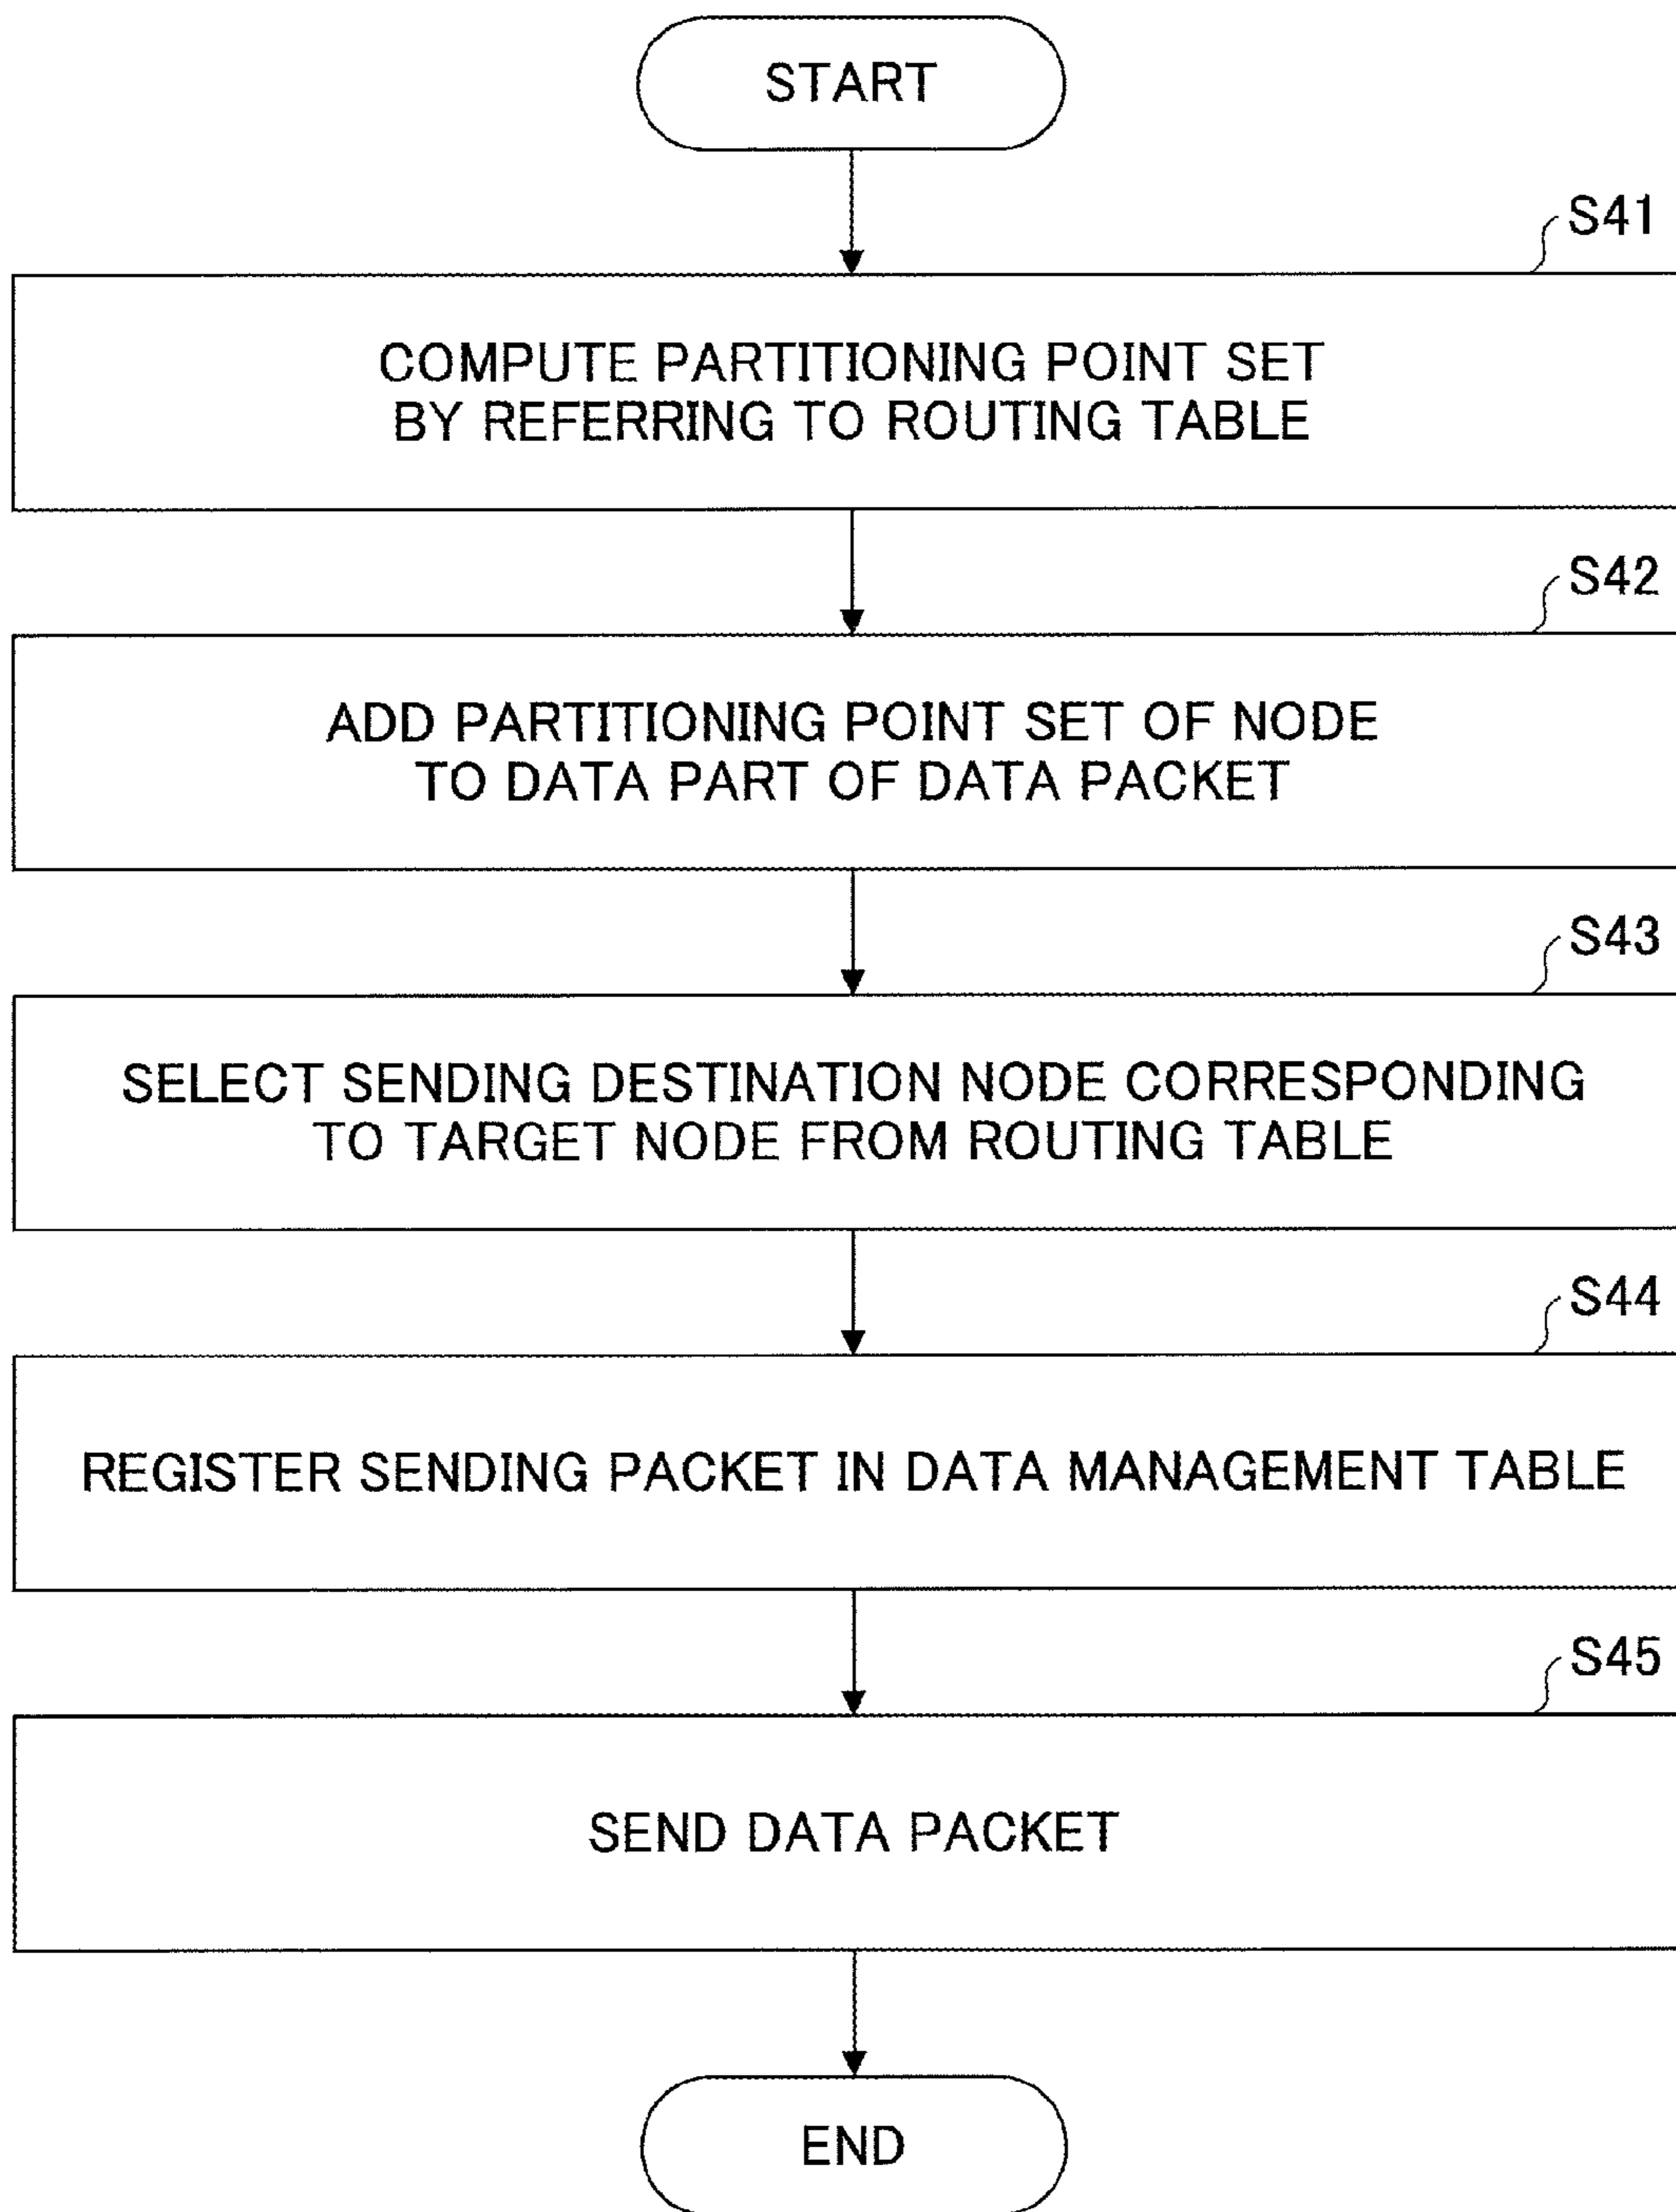 START
S41
COMPUTE PARTITIONING POINT SET
BY REFERRING TO ROUTING TABLE
S42
ADD PARTITIONING POINT SET OF NODE
TO DATA PART OF DATA PACKET
S43
SELECT SENDING DESTINATION NODE CORRESPONDING
TO TARGET NODE FROM ROUTING TABLE
S44
REGISTER SENDING PACKET IN DATA MANAGEMENT TABLE
S45
SEND DATA PACKET
END